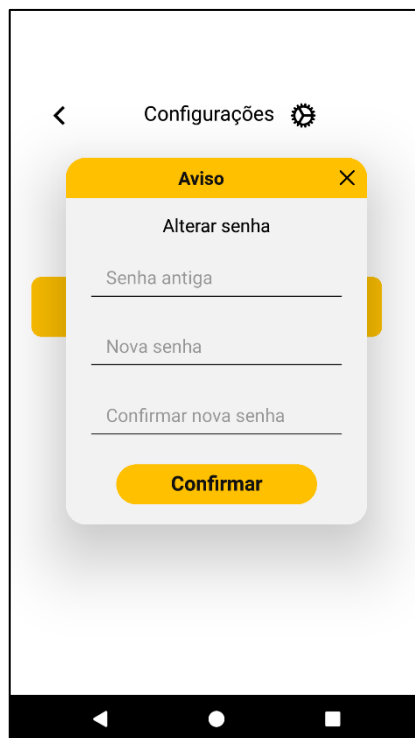 Configurações
Aviso
Alterar senha
Senha antiga
Nova senha
Confirmar nova senha
Confirmar